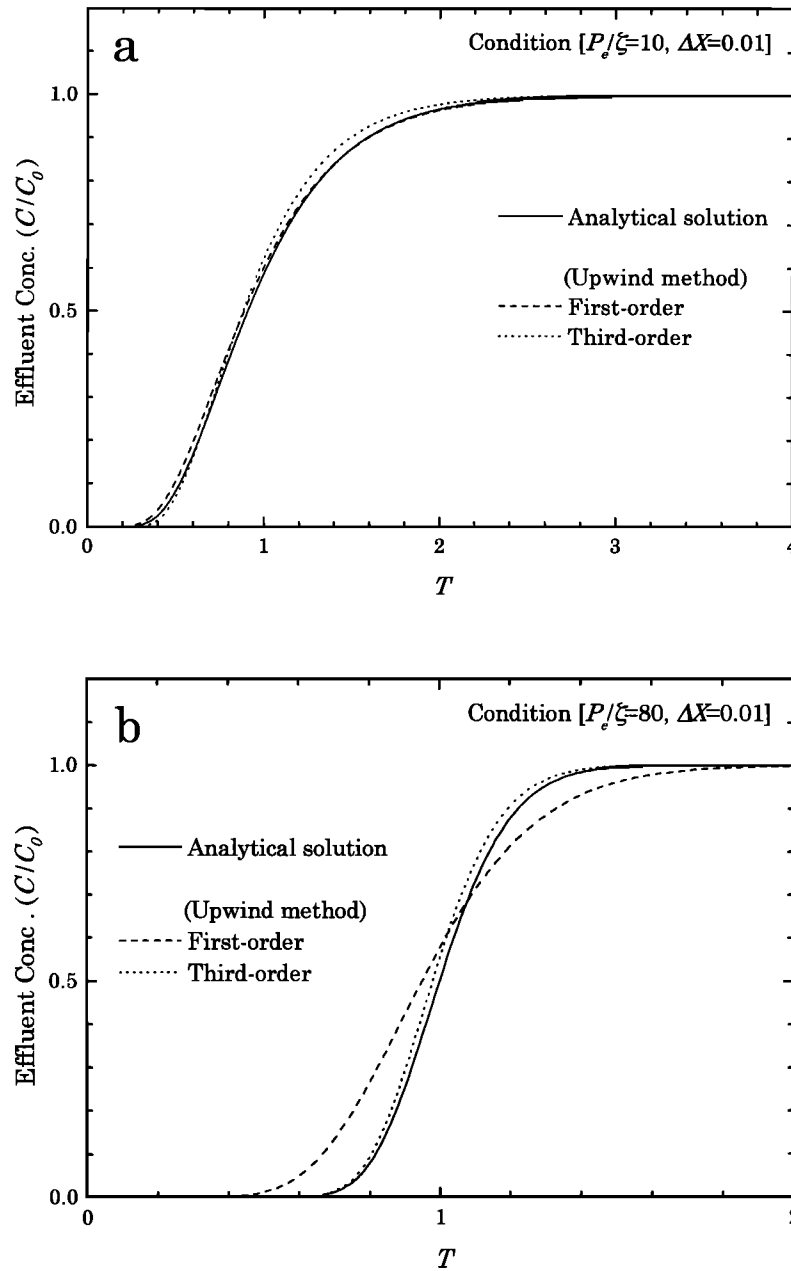 a
Condition [Pe/ζ=10, ΔX=0.01]
1.0
0.5
0.0
Effluent Conc. (C/C0)
Analytical solution
(Upwind method)
First-order
Third-order
0 1 2 3 4
T
b
Condition [Pe/ζ=80, ΔX=0.01]
1.0
0.5
0.0
Effluent Conc . (C/C0)
Analytical solution
(Upwind method)
First-order
Third-order
0 1 2
T